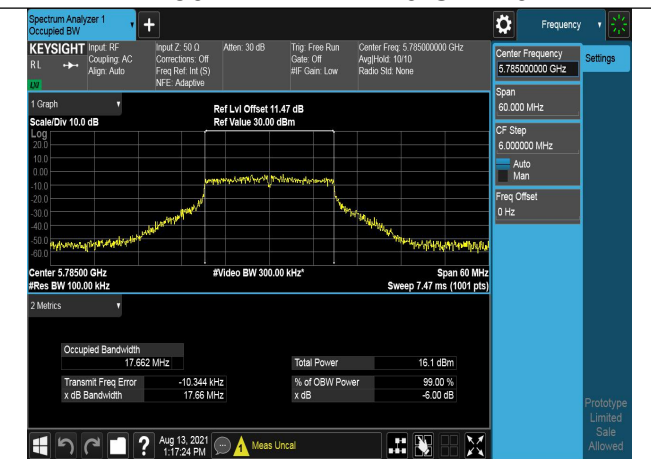 Spectrum Analyzer 1
Occupied BW
+
Frequency
KEYSIGHT
Input: RF
Coupling: AC
Align: Auto
Input Z: 50 Ω
Corrections: Off
Freq Ref: Int (S)
NFE: Adaptive
Atten: 30 dB
Trig: Free Run
Gate: Off
#IF Gain: Low
Center Freq: 5.785000000 GHz
Avg|Hold: 10/10
Radio Std: None
R L
Center Frequency
5.785000000 GHz
Settings
Span
60.000 MHz
CF Step
6.000000 MHz
Auto
Man
Freq Offset
0 Hz
1 Graph
Scale/Div 10.0 dB
Ref Lvl Offset 11.47 dB
Ref Value 30.00 dBm
Log
20.0
10.0
0.00
-10.0
-20.0
-30.0
-40.0
-50.0
-60.0
Center 5.78500 GHz
#Video BW 300.00 kHz*
Span 60 MHz
#Res BW 100.00 kHz
Sweep 7.47 ms (1001 pts)
2 Metrics
Occupied Bandwidth
17.662 MHz
Total Power 16.1 dBm
Transmit Freq Error -10.344 kHz
% of OBW Power 99.00 %
x dB Bandwidth 17.66 MHz
x dB -6.00 dB
Prototype
Limited
Sale
Allowed
?
Aug 13, 2021
1:17:24 PM
1
Meas Uncal